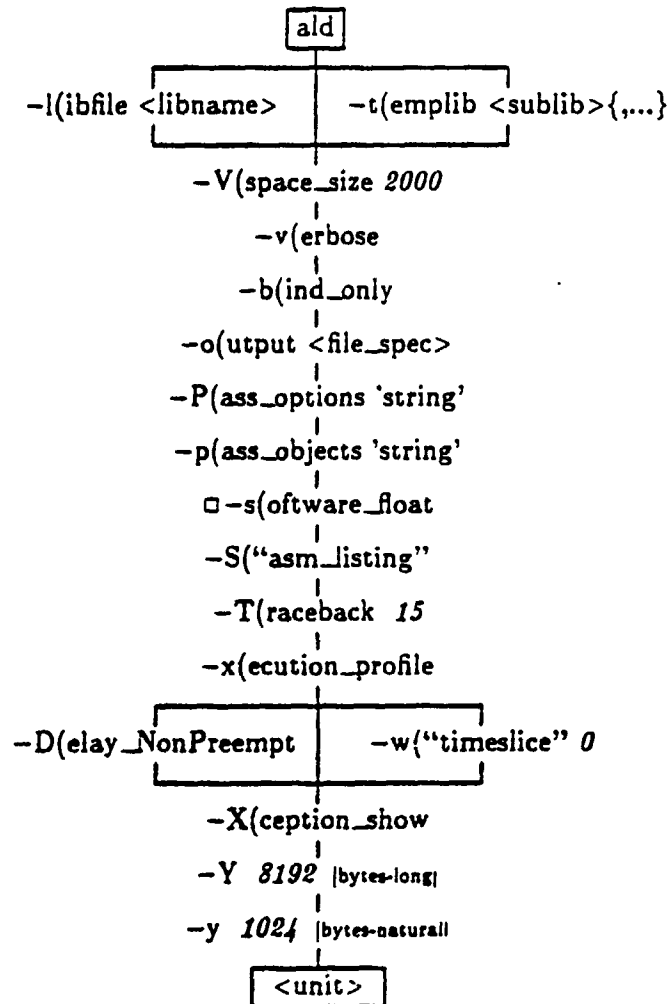 ald
-l(ibfile <libname> -t(emplib <sublib>{,...}
-V(space_size 2000
-v(erbose
-b(ind_only
-o(utput <file_spec>
-P(ass_options 'string'
-p(ass_objects 'string'
□-s(oftware_float
-S("asm_listing"
-T(raceback 15
-x(ecution_profile
-D(elay_NonPreempt -w("timeslice" 0
-X(ception_show
-Y 8192 |bytes-long|
-y 1024 |bytes-natural|
<unit>